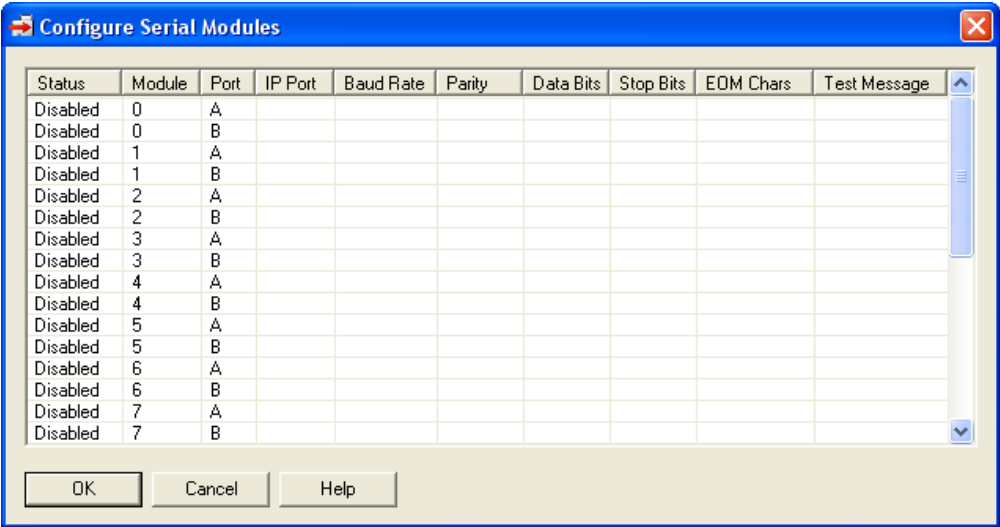 Configure Serial Modules
Status Module Port IP Port Baud Rate Parity Data Bits Stop Bits EOM Chars Test Message
Disabled 0 A
Disabled 0 B
Disabled 1 A
Disabled 1 B
Disabled 2 A
Disabled 2 B
Disabled 3 A
Disabled 3 B
Disabled 4 A
Disabled 4 B
Disabled 5 A
Disabled 5 B
Disabled 6 A
Disabled 6 B
Disabled 7 A
Disabled 7 B
OK Cancel Help